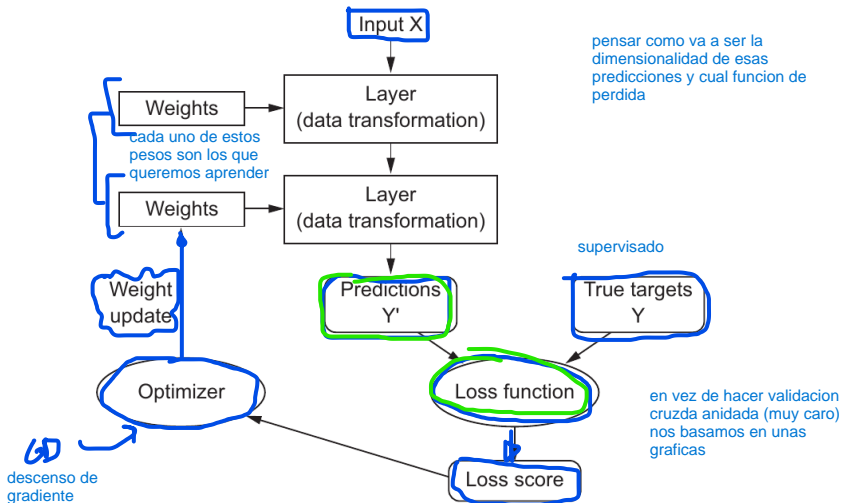 Input X
pensar como va a ser la
dimensionalidad de esas
predicciones y cual funcion de
perdida
Weights
Layer
(data transformation)
cada uno de estos
pesos son los que
queremos aprender
Weights
Layer
(data transformation)
supervisado
Weight
update
Predictions
Y'
True targets
Y
Optimizer
Loss function
en vez de hacer validacion
cruzda anidada (muy caro)
nos basamos en unas
graficas
GD
descenso de
gradiente
Loss score